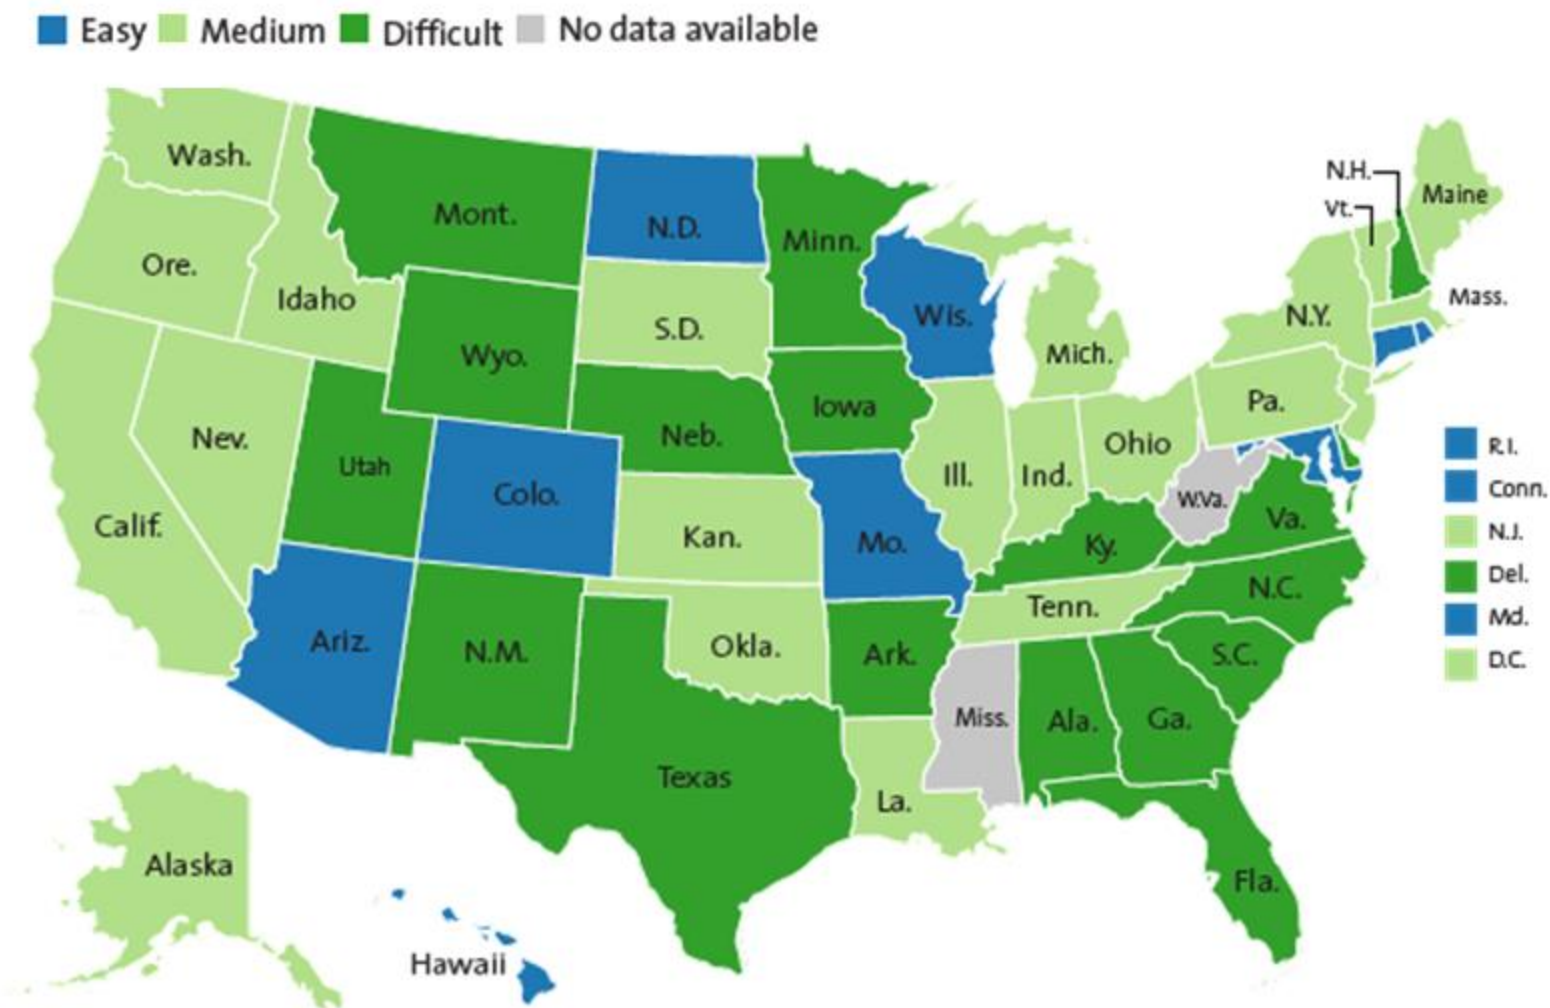 Easy Medium Difficult No data available
Wash.
Mont.
N.D.
Minn.
N.H.
Vt.
Maine
Ore.
Idaho
Wyo.
S.D.
Wis.
Mich.
N.Y.
Mass.
Nev.
Utah
Neb.
Iowa
Ill.
Ind.
Ohio
Pa.
Calif.
Colo.
Kan.
Mo.
Ky.
W.Va.
Va.
R.I.
Conn.
N.J.
Del.
Md.
D.C.
Ariz.
N.M.
Okla.
Ark.
Tenn.
N.C.
S.C.
Texas
La.
Miss.
Ala.
Ga.
Fla.
Alaska
Hawaii